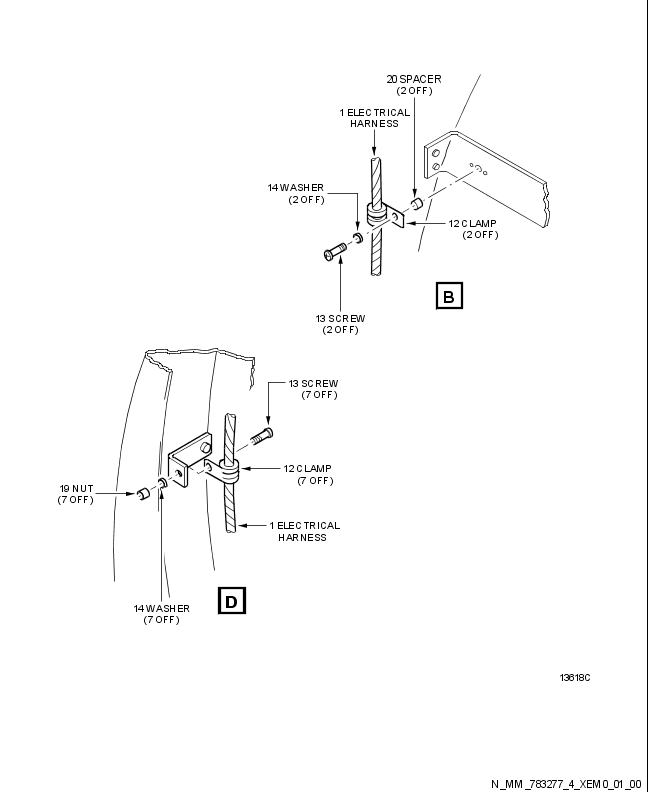 20 SPACER
(2 OFF)
1 ELECTRICAL
HARNESS
14 WASHER
(2 OFF)
12 CLAMP
(2 OFF)
13 SCREW
(2 OFF)
B
13 SCREW
(7 OFF)
12 CLAMP
(7 OFF)
19 NUT
(7 OFF)
1 ELECTRICAL
HARNESS
14 WASHER
(7 OFF)
D
13618C
N_MM_783277_4_XEM0_01_00